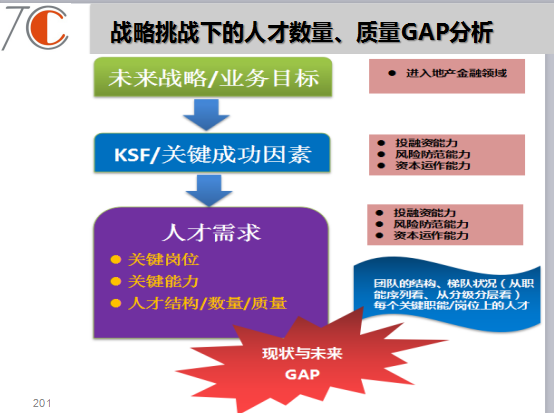 7CC
战略挑战下的人才数量、质量GAP分析
未来战略/业务目标
● 进入地产金融领域
KSF/关键成功因素
● 投融资能力
● 风险防范能力
● 资本运作能力
人才需求
● 关键岗位
● 关键能力
● 人才结构/数量/质量
● 投融资能力
● 风险防范能力
● 资本运作能力
团队的结构、梯队状况（从职
能序列看、从分级分层看）
每个关键职能/岗位上的人才
现状与未来
GAP
201